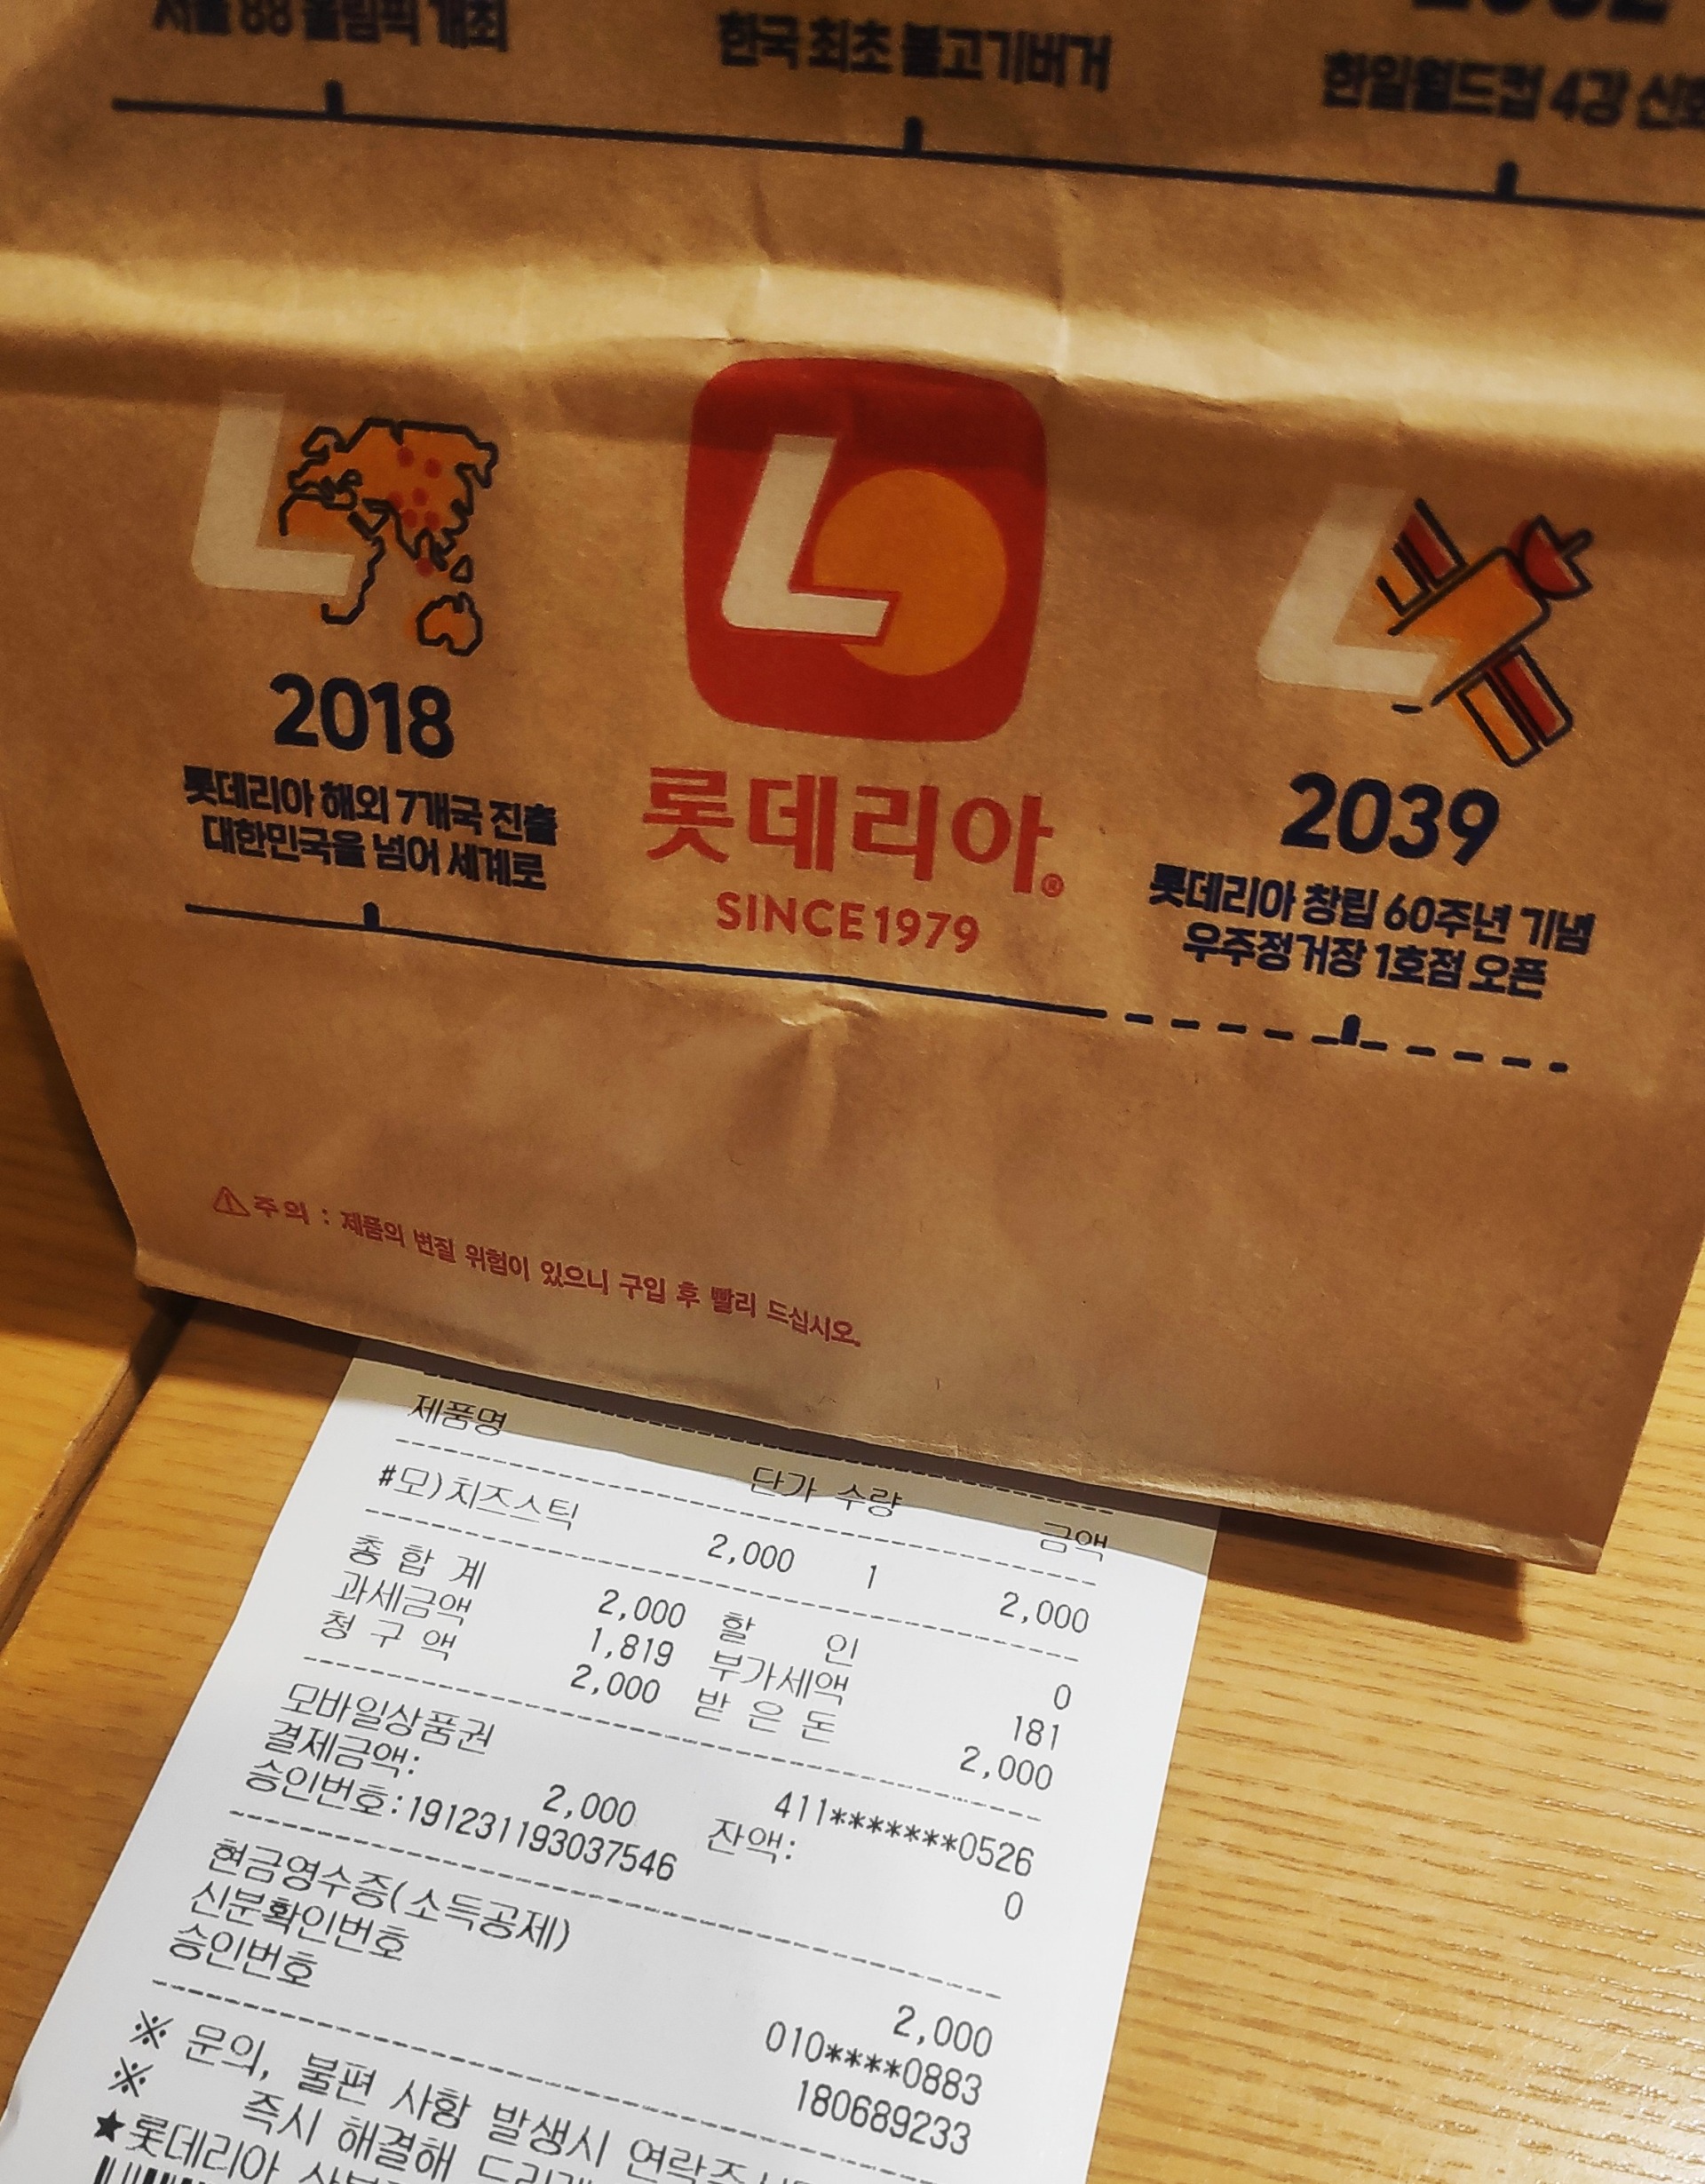 서울 88 올림픽 개최
한국 최초 불고기버거
2002
한일월드컵 4강 신화
2018
롯데리아 해외 7개국 진출
대한민국을 넘어 세계로
롯데리아®
SINCE 1979
2039
롯데리아 창립 60주년 기념
우주정거장 1호점 오픈
주의 : 제품의 변질 위험이 있으니 구입 후 빨리 드십시오.
제품명 단가 수량 금액
#모)치즈스틱 2,000 1 2,000
총 합 계 2,000 할 인 0
과세금액 1,819 부가세액 181
청 구 액 2,000 받 은 돈 2,000
모바일상품권 411*******0526
결제금액: 2,000 잔액: 0
승인번호:191231193037546
현금영수증(소득공제) 2,000
신분확인번호 010****0883
승인번호 180689233
※ 문의, 불편 사항 발생시
※ 즉시 해결해
★롯데리아